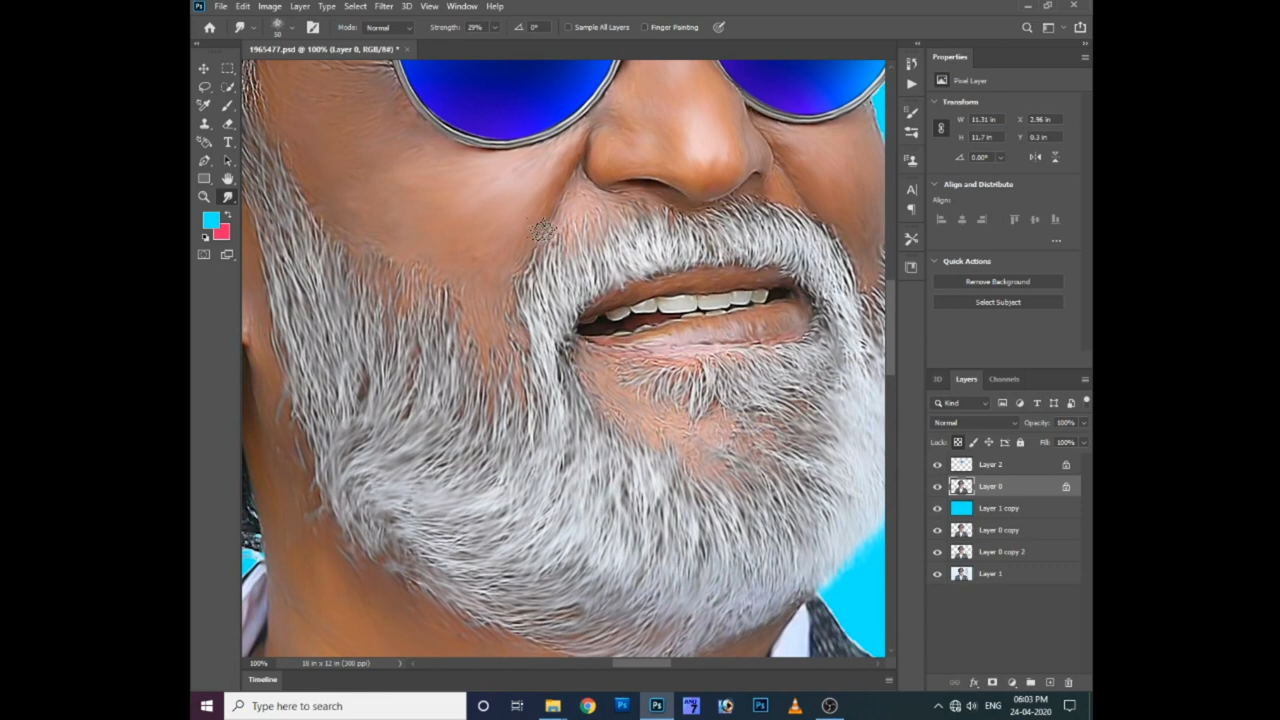 Ps File Edit Image Layer Type Select Filter 3D View Window Help
50 Mode: Normal Strength: 29% 0° Sample All Layers Finger Painting
1965477.psd @ 100% (Layer 0, RGB/8#) * ×
Properties
Pixel Layer
Transform
W 11.31 in X 2.96 in
H 11.7 in Y 0.3 in
0.00°
Align and Distribute
Align:
...
Quick Actions
Remove Background
Select Subject
3D Layers Channels
Kind
Normal Opacity: 100%
Lock: Fill: 100%
Layer 2
Layer 0
Layer 1 copy
Layer 0 copy
Layer 0 copy 2
Layer 1
100% 18 in x 12 in (300 ppi)
Timeline
fx
Type here to search
Ps
ENG
06:03 PM
24-04-2020